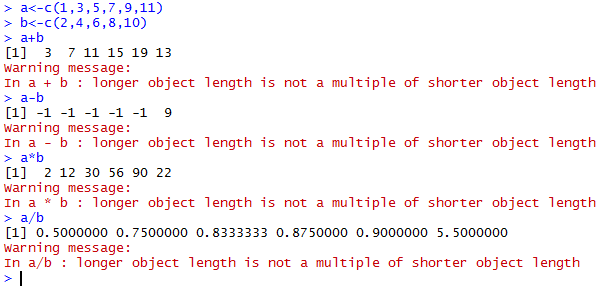 > a<-c(1,3,5,7,9,11)
> b<-c(2,4,6,8,10)
> a+b
[1]  3  7 11 15 19 13
Warning message:
In a + b : longer object length is not a multiple of shorter object length
> a-b
[1] -1 -1 -1 -1 -1  9
Warning message:
In a - b : longer object length is not a multiple of shorter object length
> a*b
[1]  2 12 30 56 90 22
Warning message:
In a * b : longer object length is not a multiple of shorter object length
> a/b
[1] 0.5000000 0.7500000 0.8333333 0.8750000 0.9000000 5.5000000
Warning message:
In a/b : longer object length is not a multiple of shorter object length
>